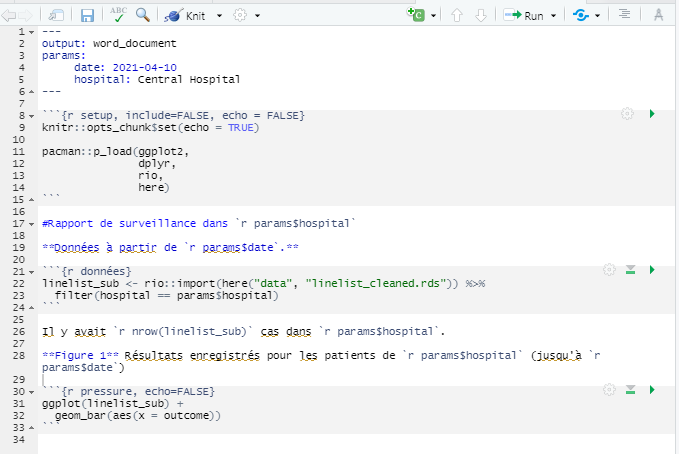 ABC Knit Run
1 ---
2 output: word_document
3 params:
4 date: 2021-04-10
5 hospital: Central Hospital
6 ---
7
8 ```{r setup, include=FALSE, echo = FALSE}
9 knitr::opts_chunk$set(echo = TRUE)
10
11 pacman::p_load(ggplot2,
12 dplyr,
13 rio,
14 here)
15 ```
16
17 #Rapport de surveillance dans `r params$hospital`
18
19 **Données à partir de `r params$date`.**
20
21 ```{r données}
22 linelist_sub <- rio::import(here("data", "linelist_cleaned.rds")) %>%
23 filter(hospital == params$hospital)
24 ```
25
26 Il y avait `r nrow(linelist_sub)` cas dans `r params$hospital`.
27
28 **Figure 1** Résultats enregistrés pour les patients de `r params$hospital` (jusqu'à `r
params$date`)
29
30 ```{r pressure, echo=FALSE}
31 ggplot(linelist_sub) +
32 geom_bar(aes(x = outcome))
33 ```
34